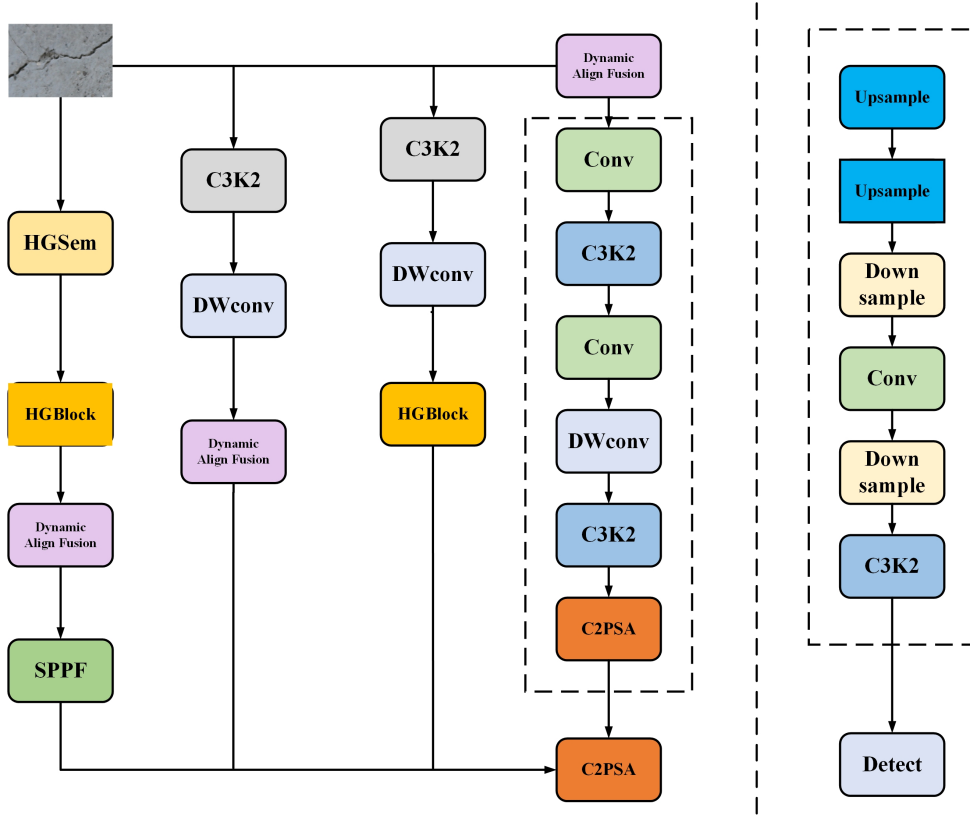 HGSem
HGBlock
Dynamic
Align Fusion
SPPF
C3K2
DWconv
Dynamic
Align Fusion
C3K2
DWconv
HGBlock
Dynamic
Align Fusion
Conv
C3K2
Conv
DWconv
C3K2
C2PSA
C2PSA
Upsample
Upsample
Down
sample
Conv
Down
sample
C3K2
Detect